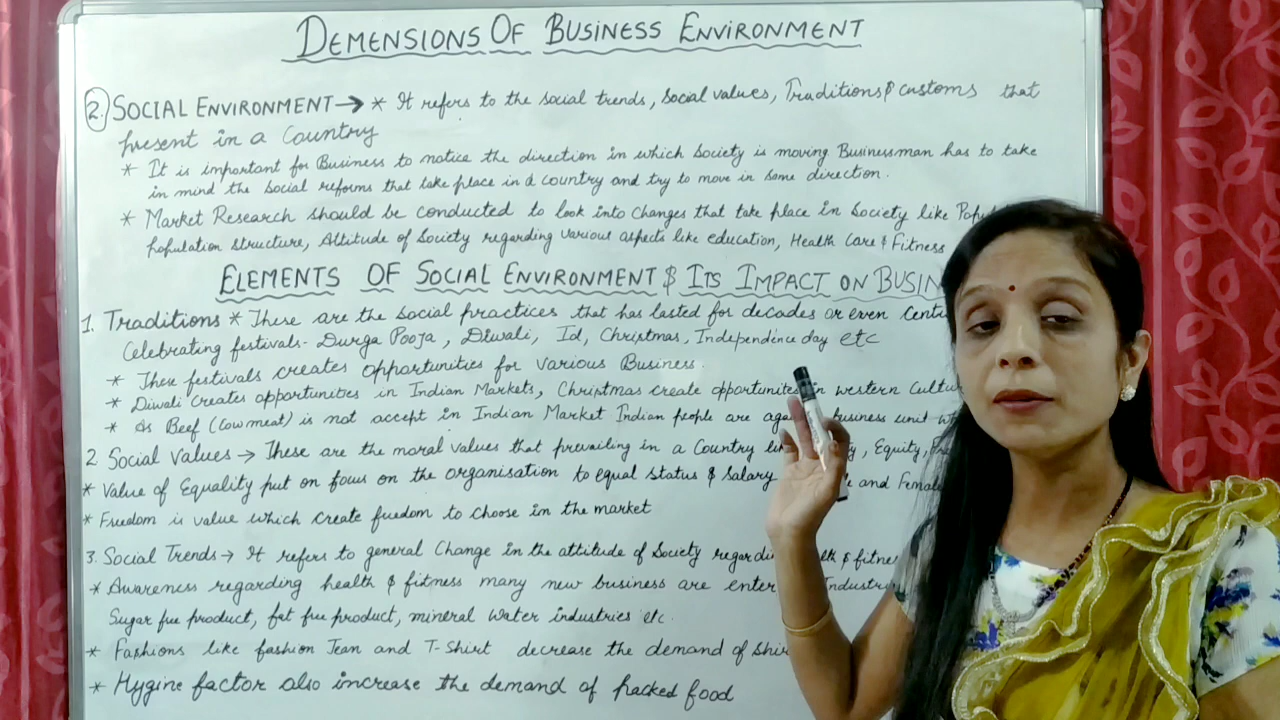 DEMENSIONS OF BUSINESS ENVIRONMENT
2. SOCIAL ENVIRONMENT → * It refers to the social trends, social values, Traditions & customs that
present in a Country
* It is important for Business to notice the direction in which Society is moving Businessman has to take
in mind the social reforms that take place in a country and try to move in same direction.
* Market Research should be conducted to look into changes that take place in Society like
population structure, Attitude of Society regarding various aspects like education, Health Care & Fitness
ELEMENTS OF SOCIAL ENVIRONMENT & ITS IMPACT ON BUSIN
1. Traditions * These are the social practices that has lasted for decades or even
Celebrating festivals - Durga Pooja, Diwali, Id, Christmas, Independence day etc
* These festivals creates opportunities for various Business.
* Diwali Creates opportunities in Indian Markets, Christmas create opportunities in western
* As Beef (Cow meat) is not accept in Indian Market Indian people are business unit
2. Social Values → These are the moral values that prevailing in a Country Equity,
* Value of Equality put on focus on the organisation to equal status & salary and Female
* Freedom is value which create freedom to choose in the market
3. Social Trends → It refers to general Change in the attitude of Society & fitne
* Awareness regarding health & fitness many new business are enter
Sugar free product, fat free product, mineral water industries etc.
* Fashions like fashion Jean and T-Shirt decrease the demand of
* Hygine factor also increase the demand of packed food